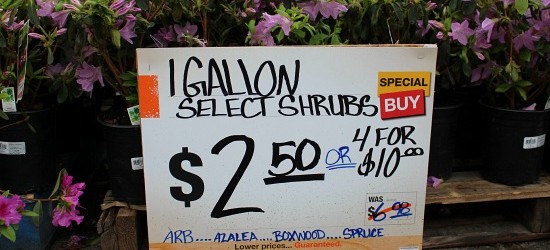 1 GALLON
SELECT SHRUBS
SPECIAL
BUY
$2 50 OR 4 FOR $10 00
WAS
$6.98
ARB.... AZALEA.... BOXWOOD.... SPRUCE
Lower prices... Guaranteed.